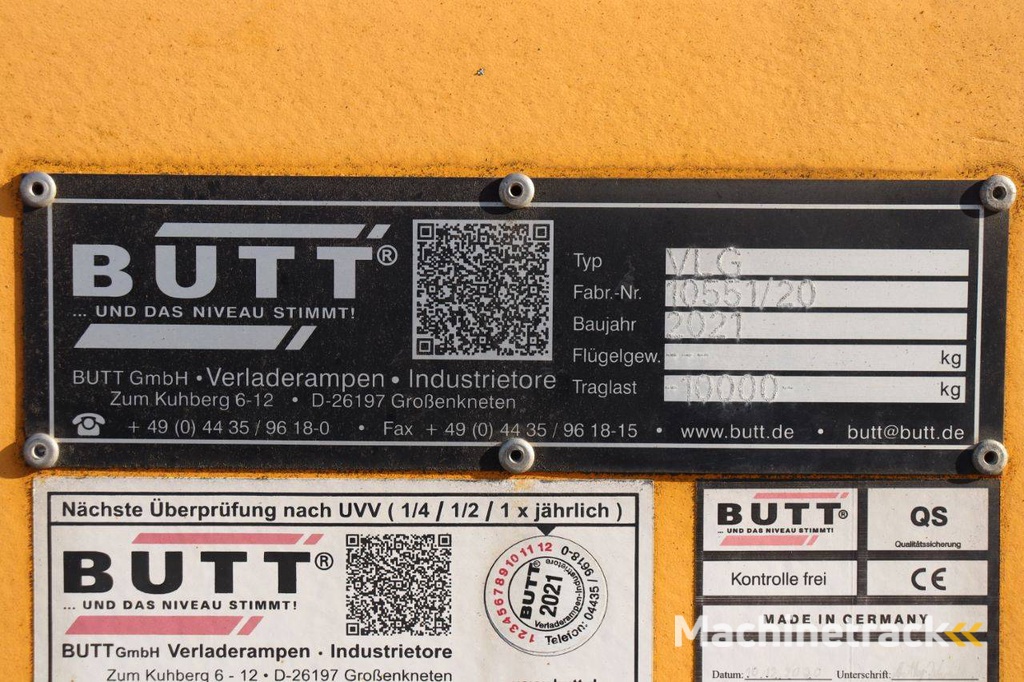 BUTT®
... UND DAS NIVEAU STIMMT!
BUTT GmbH • Verladerampen • Industrietore
Zum Kuhberg 6-12 • D-26197 Großenkneten
☎ + 49 (0) 44 35 / 96 18-0 • Fax + 49 (0) 44 35 / 96 18-15 • www.butt.de • butt@butt.de
Typ VLG
Fabr.-Nr. 10551/20
Baujahr 2021
Flügelgew. --- kg
Traglast -10000- kg
Nächste Überprüfung nach UVV ( 1/4 / 1/2 / 1 x jährlich )
BUTT®
... UND DAS NIVEAU STIMMT!
BUTT GmbH Verladerampen · Industrietore
Zum Kuhberg 6 - 12 • D-26197 Großenkneten
1 2 3 4 5 6 7 8 9 10 11 12
BUTT®
2021
Verladerampen-Industrietore
Telefon: 04435 / 9618-0
BUTT®
... UND DAS NIVEAU STIMMT!
QS
Qualitätssicherung
Kontrolle frei
CE
MADE IN GERMANY
Machinetrack
Datum:
Unterschrift: